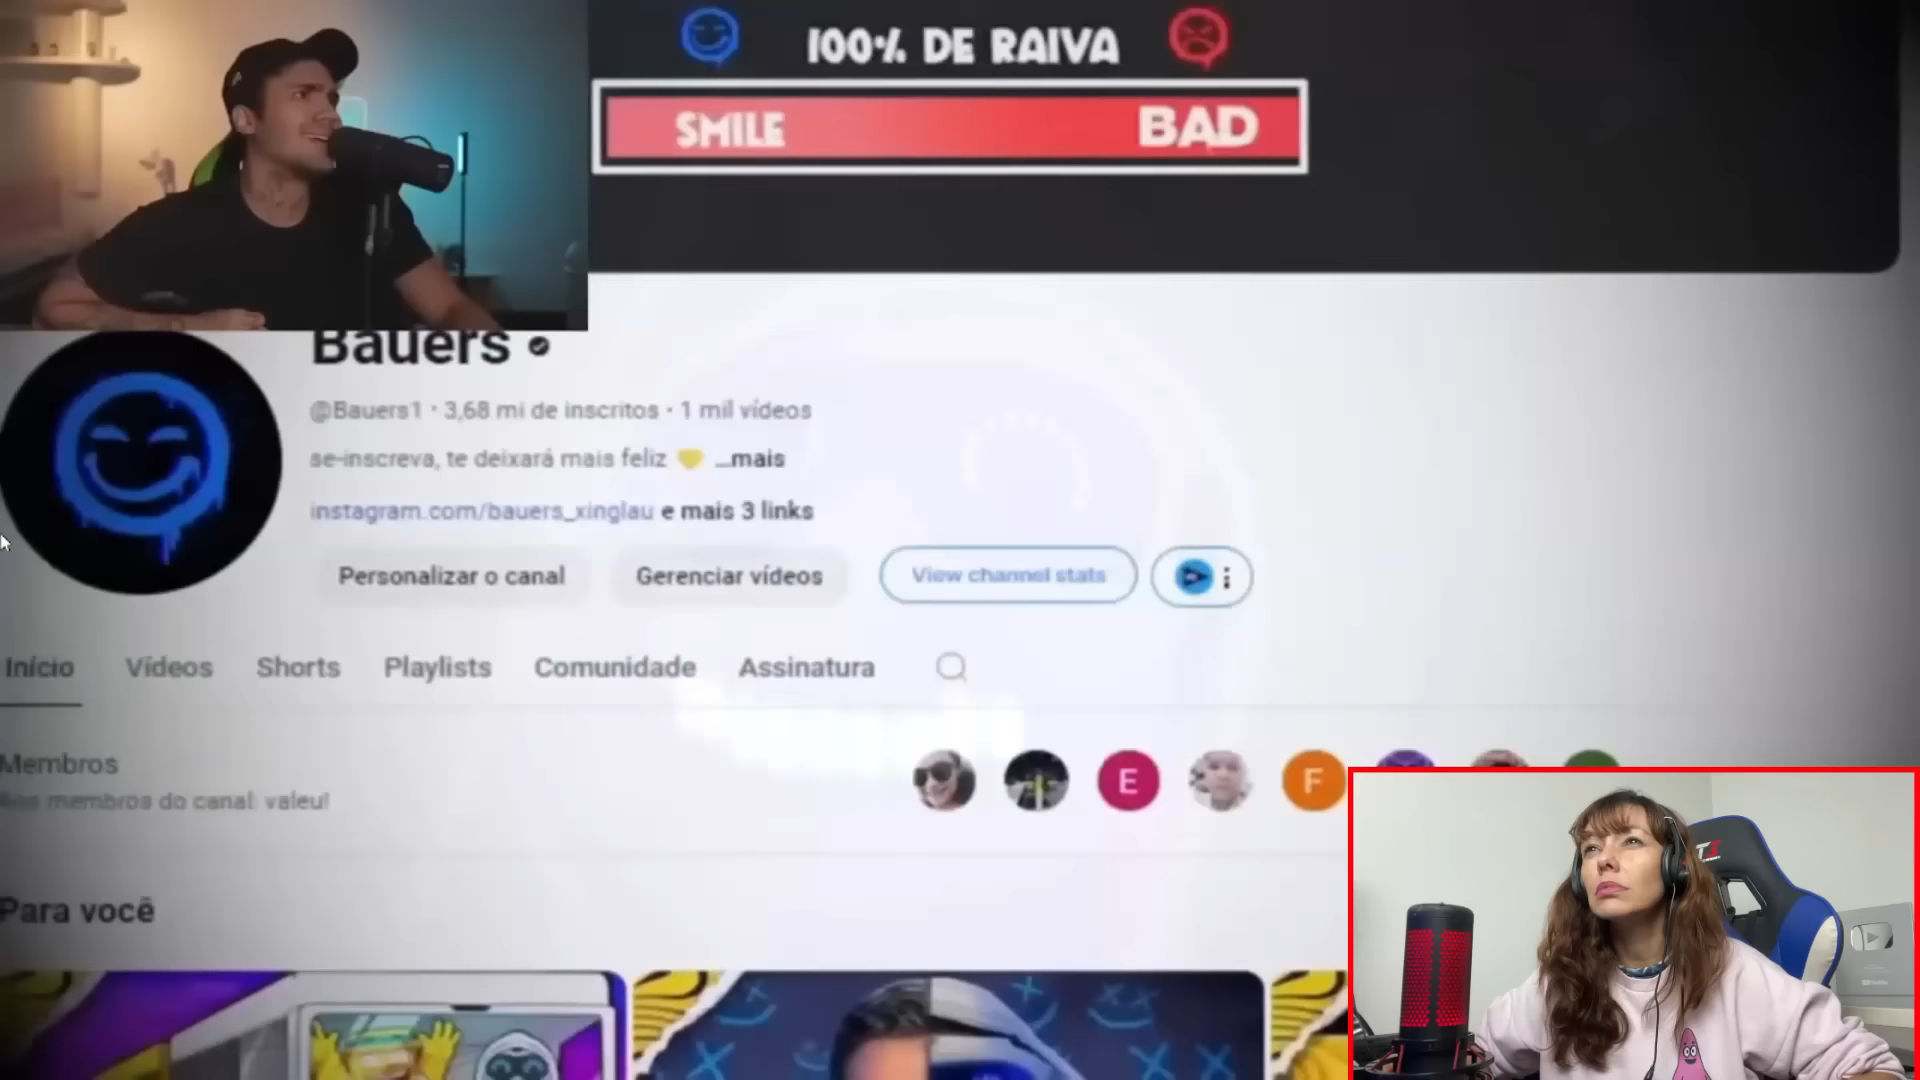 100% DE RAIVA
SMILE BAD
Bauers
@Bauers1 · 3,68 mi de inscritos · 1 mil vídeos
se-inscreva, te deixará mais feliz 💛 ...mais
instagram.com/bauers_xinglau e mais 3 links
Personalizar o canal Gerenciar vídeos View channel stats
Início Vídeos Shorts Playlists Comunidade Assinatura
Membros
membros do canal: valeu!
E F
Para você